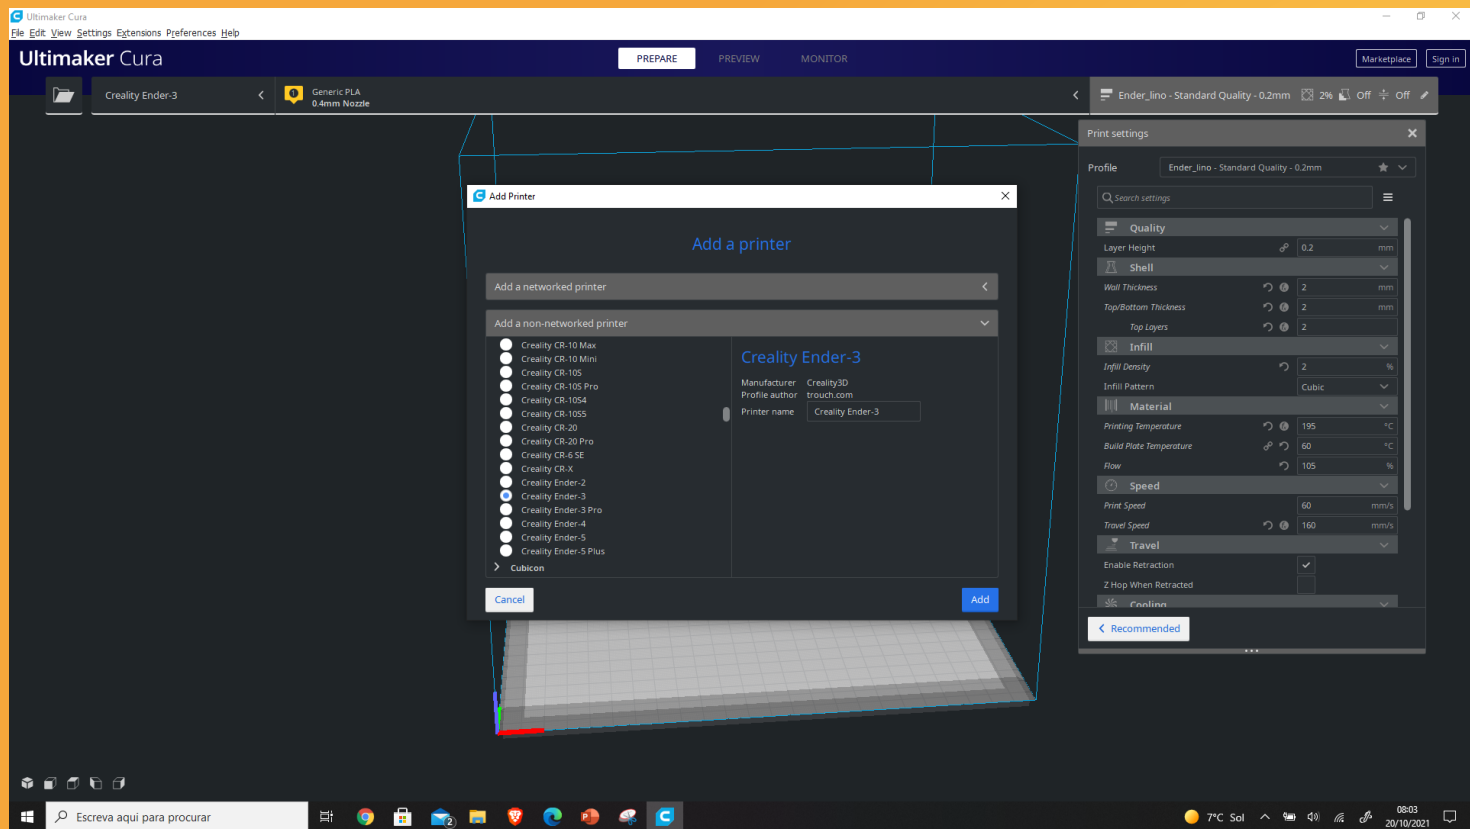 Ultimaker Cura
File Edit View Settings Extensions Preferences Help
Ultimaker Cura
PREPARE PREVIEW MONITOR
Marketplace Sign in
Creality Ender-3
Generic PLA
0.4mm Nozzle
Ender_lino - Standard Quality - 0.2mm 2% Off Off
Print settings
Profile Ender_lino - Standard Quality - 0.2mm
Search settings
Quality
Layer Height 0.2 mm
Shell
Wall Thickness 2 mm
Top/Bottom Thickness 2 mm
Top Layers 2
Infill
Infill Density 2 %
Infill Pattern Cubic
Material
Printing Temperature 195 °C
Build Plate Temperature 60 °C
Flow 105 %
Speed
Print Speed 60 mm/s
Travel Speed 160 mm/s
Travel
Enable Retraction
Z Hop When Retracted
Cooling
Recommended
Add Printer
Add a printer
Add a networked printer
Add a non-networked printer
Creality CR-10 Max
Creality CR-10 Mini
Creality CR-10S
Creality CR-10S Pro
Creality CR-10S4
Creality CR-10S5
Creality CR-20
Creality CR-20 Pro
Creality CR-6 SE
Creality CR-X
Creality Ender-2
Creality Ender-3
Creality Ender-3 Pro
Creality Ender-4
Creality Ender-5
Creality Ender-5 Plus
Cubicon
Creality Ender-3
Manufacturer Creality3D
Profile author trouch.com
Printer name Creality Ender-3
Cancel Add
Escreva aqui para procurar
2
7°C Sol
08:03
20/10/2021